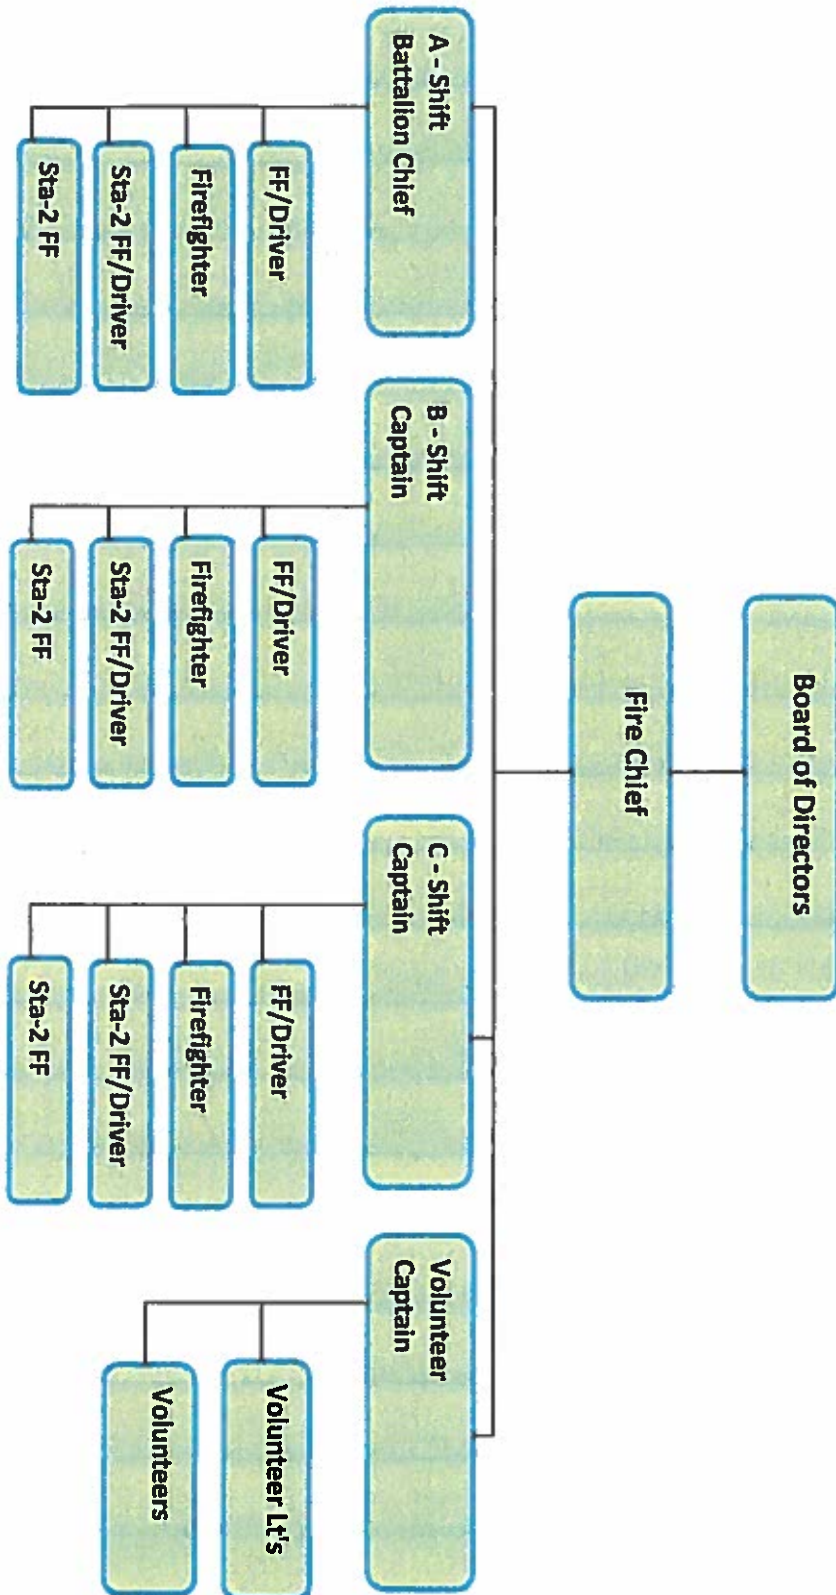 Board of Directors
Fire Chief
A - Shift
Battalion Chief
FF/Driver
Firefighter
Sta-2 FF/Driver
Sta-2 FF
B - Shift
Captain
FF/Driver
Firefighter
Sta-2 FF/Driver
Sta-2 FF
C - Shift
Captain
FF/Driver
Firefighter
Sta-2 FF/Driver
Sta-2 FF
Volunteer
Captain
Volunteer Lt's
Volunteers